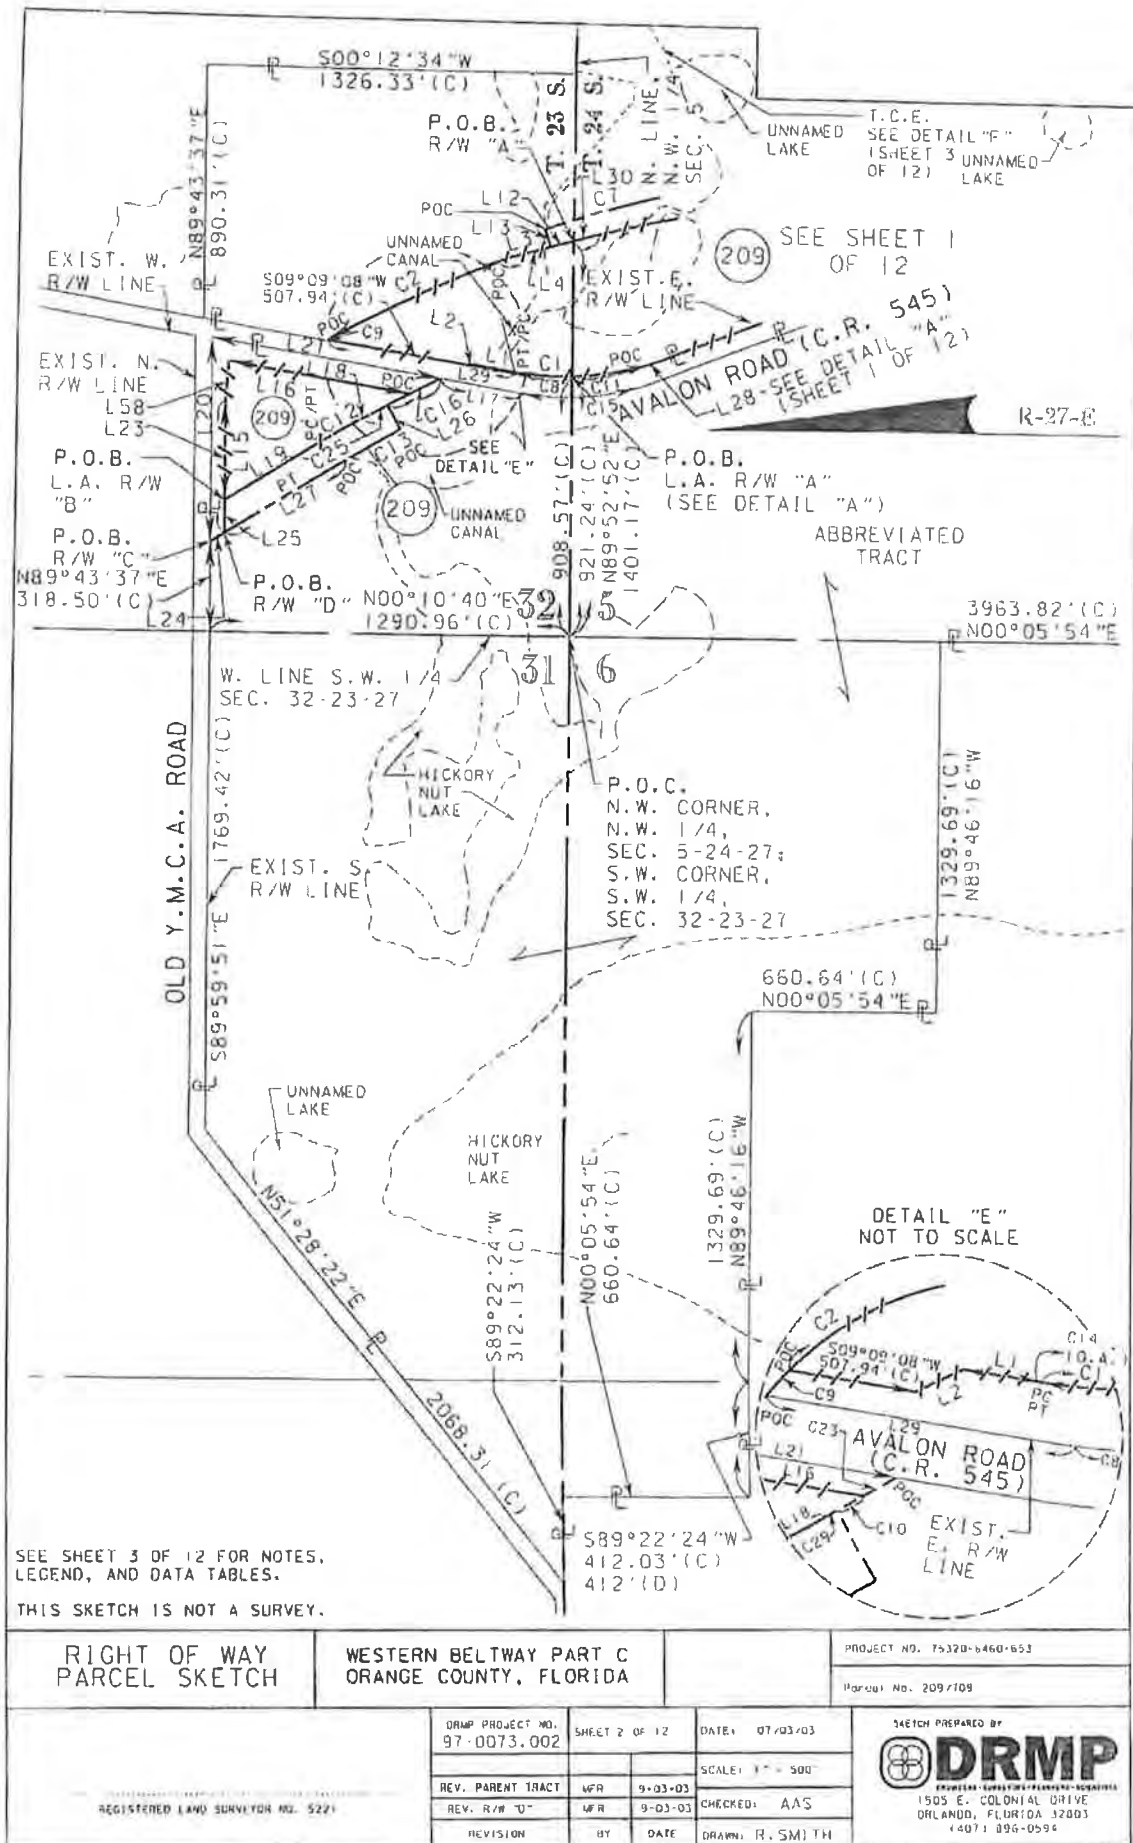 S00°12'34"W
1326.33'(C)
N89°43'37"E
890.31'(C)
P.O.B.
R/W "A"
T. 23 S.
T. 24 S.
N. LINE,
N.W. 1/4
SEC. 5
UNNAMED
LAKE
T.C.E.
SEE DETAIL "F"
(SHEET 3
OF 12)
UNNAMED
LAKE
L30
C7
L12
POC
L13
L3
L4
UNNAMED
CANAL
EXIST. W.
R/W LINE
S09°09'08"W
507.94'(C)
C2
POC
POC
C9
L2
L1
PT/PC
C1
C8
C11
C15
POC
EXIST. E.
R/W LINE
209
SEE SHEET 1
OF 12
AVALON ROAD (C.R. 545)
L28-SEE DETAIL "A"
(SHEET 1 OF 12)
R-27-E
EXIST. N.
R/W LINE
L58
L23
L20
L21
L16
L18
L29
L17
POC
209
PC/PT
C12
C16
L26
L15
L19
PT
C25
C13
POC
POC
L27
SEE
DETAIL "E"
P.O.B.
L.A. R/W
"B"
P.O.B.
R/W "C"
N89°43'37"E
318.50'(C)
L24
L25
P.O.B.
R/W "D"
209
UNNAMED
CANAL
N00°10'40"E
1290.96'(C)
908.57'(C)
921.24'(C)
N89°52'52"E
1401.17'(C)
P.O.B.
L.A. R/W "A"
(SEE DETAIL "A")
ABBREVIATED
TRACT
32
5
31
6
3963.82'(C)
N00°05'54"E
W. LINE S.W. 1/4
SEC. 32-23-27
OLD Y.M.C.A. ROAD
1769.42'(C)
S89°59'51"E
HICKORY
NUT
LAKE
EXIST. S.
R/W LINE
P.O.C.
N.W. CORNER,
N.W. 1/4,
SEC. 5-24-27;
S.W. CORNER,
S.W. 1/4,
SEC. 32-23-27
1329.69'(C)
N89°46'16"W
660.64'(C)
N00°05'54"E
UNNAMED
LAKE
HICKORY
NUT
LAKE
N51°28'22"E
2068.31 (C)
S89°22'24"W
312.13'(C)
N00°05'54"E
660.64'(C)
1329.69'(C)
N89°46'16"W
DETAIL "E"
NOT TO SCALE
C2
POC
S09°09'08"W
507.94'(C)
L1
C14
(O.A.)
C1
C9
L2
PC
PT
POC
C23
L29
AVALON ROAD
(C.R. 545)
C8
L21
L16
POC
L18
C29
C10
EXIST.
E. R/W
LINE
S89°22'24"W
412.03'(C)
412'(D)
SEE SHEET 3 OF 12 FOR NOTES,
LEGEND, AND DATA TABLES.
THIS SKETCH IS NOT A SURVEY.
RIGHT OF WAY
PARCEL SKETCH
WESTERN BELTWAY PART C
ORANGE COUNTY, FLORIDA
PROJECT NO. 75320-6460-653
Parcel No. 209/709
REGISTERED LAND SURVEYOR NO. 5221
DRMP PROJECT NO.
97-0073.002
SHEET 2 OF 12
DATE: 07/03/03
SCALE: 1" = 500'
REV. PARENT TRACT MFR 9-03-03
REV. R/W "D" MFR 9-03-03
CHECKED: AAS
REVISION BY DATE
DRAWN: R. SMITH
SKETCH PREPARED BY
DRMP
ENGINEERS-SURVEYORS-PLANNERS-SCIENTISTS
1505 E. COLONIAL DRIVE
ORLANDO, FLORIDA 32803
(407) 896-0594